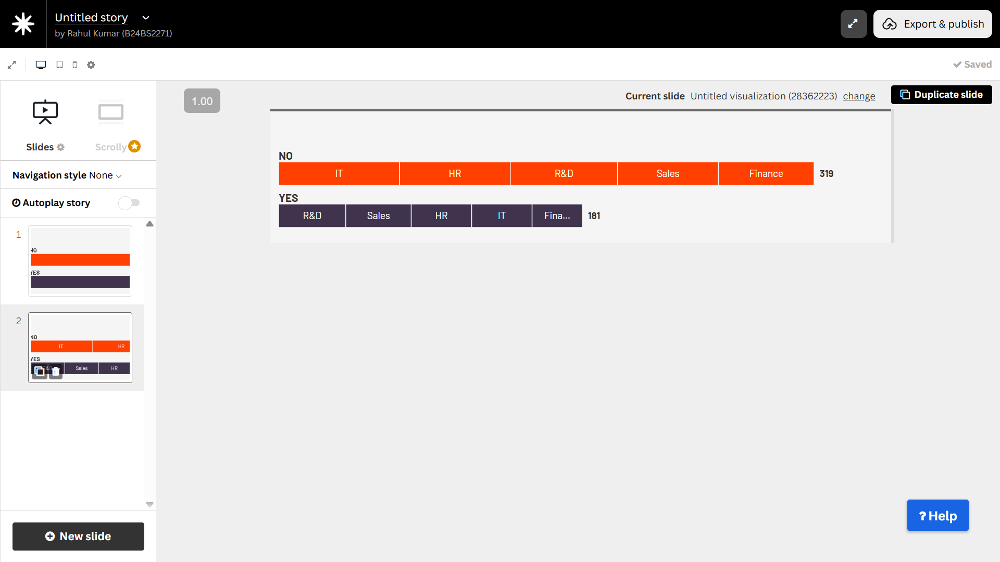 Untitled story
by Rahul Kumar (B24BS2271)
Export & publish
Saved
Slides
Scrolly
Navigation style None
Autoplay story
1
NO
YES
2
NO
IT HR
YES
R&D Sales HR
New slide
1.00
Current slide Untitled visualization (28362223) change
Duplicate slide
NO
IT HR R&D Sales Finance 319
YES
R&D Sales HR IT Fina... 181
? Help